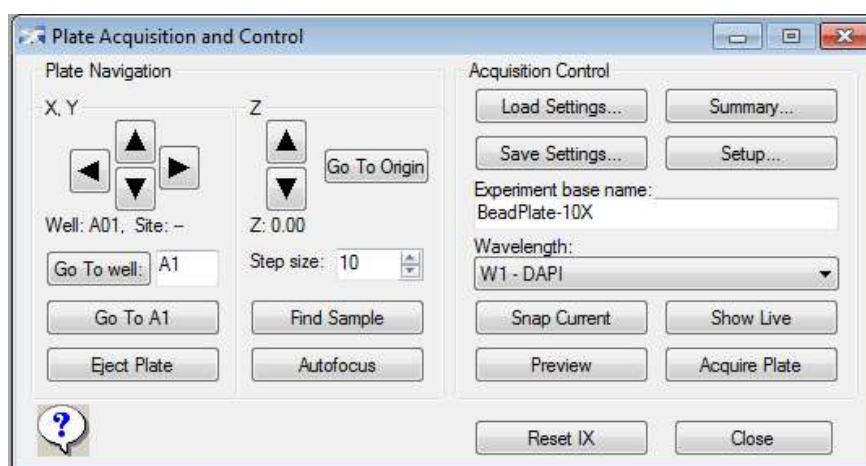 Plate Acquisition and Control
Plate Navigation
X, Y
Z
Go To Origin
Well: A01, Site: --
Z: 0.00
Go To well:
A1
Step size:
10
Go To A1
Find Sample
Eject Plate
Autofocus
Acquisition Control
Load Settings...
Summary...
Save Settings...
Setup...
Experiment base name:
BeadPlate-10X
Wavelength:
W1 - DAPI
Snap Current
Show Live
Preview
Acquire Plate
?
Reset IX
Close